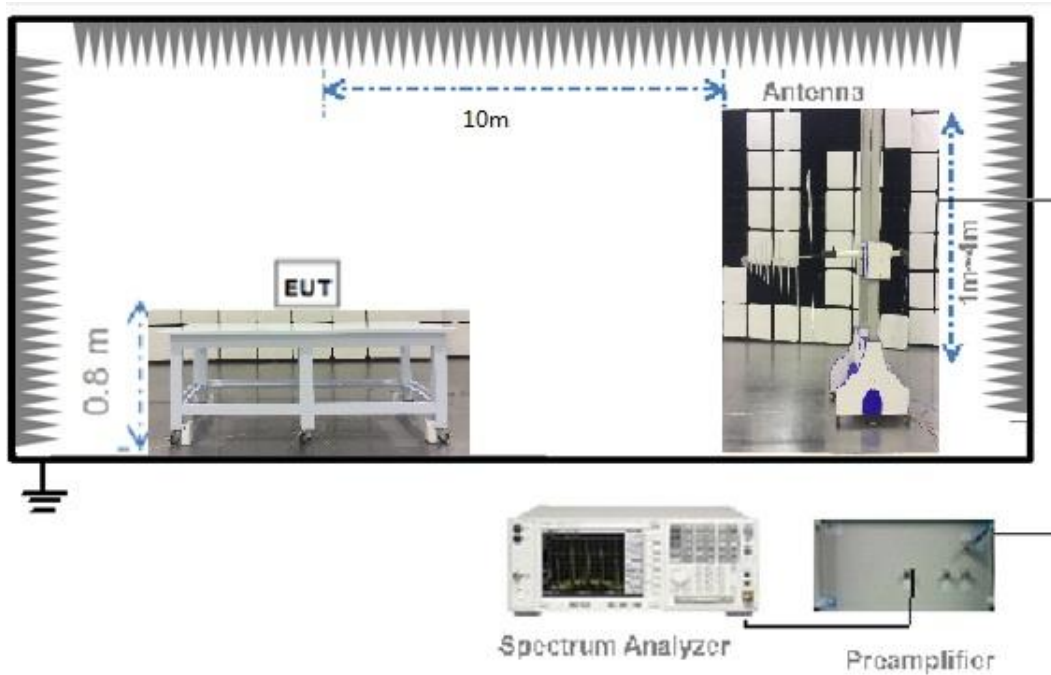 Antenna
10m
EUT
0.8 m
1m~4m
Spectrum Analyzer
Preamplifier